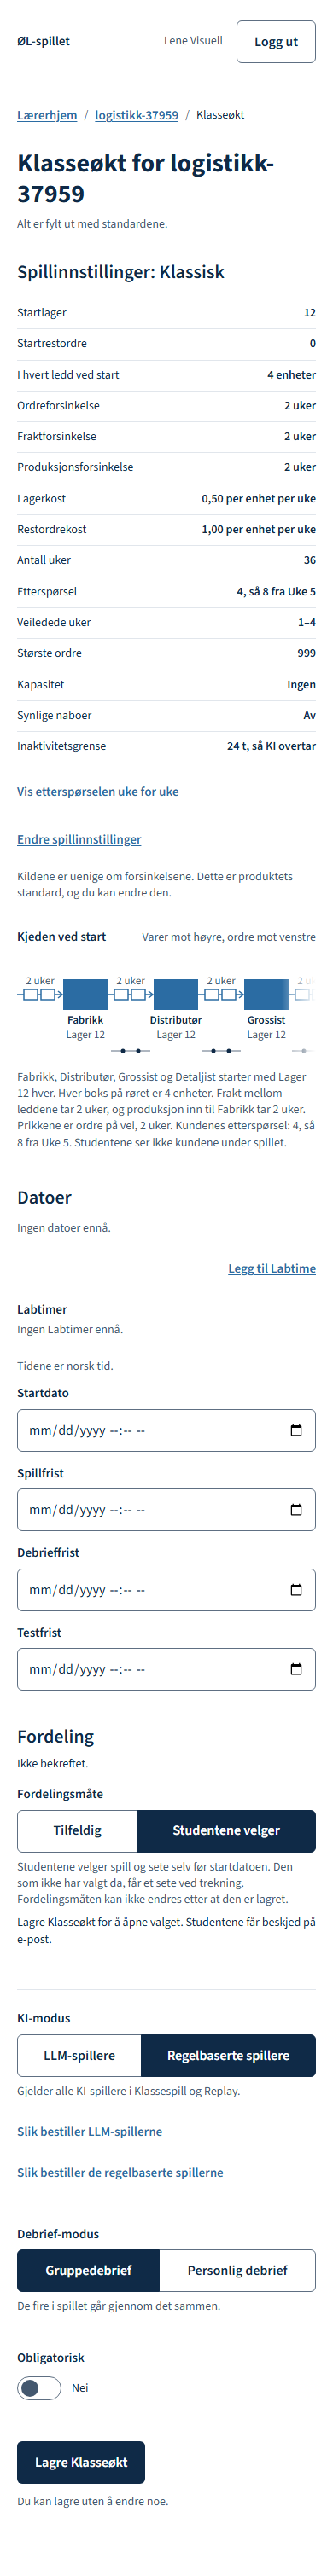 ØL-spillet
Lene Visuell
Logg ut
Lærerhjem / logistikk-37959 / Klasseøkt
Klasseøkt for logistikk-
37959
Alt er fylt ut med standardene.
Spillinnstillinger: Klassisk
Startlager 12
Startrestordre 0
I hvert ledd ved start 4 enheter
Ordreforsinkelse 2 uker
Fraktforsinkelse 2 uker
Produksjonsforsinkelse 2 uker
Lagerkost 0,50 per enhet per uke
Restordrekost 1,00 per enhet per uke
Antall uker 36
Etterspørsel 4, så 8 fra Uke 5
Veiledede uker 1–4
Største ordre 999
Kapasitet Ingen
Synlige naboer Av
Inaktivitetsgrense 24 t, så KI overtar
Vis etterspørselen uke for uke
Endre spillinnstillinger
Kildene er uenige om forsinkelsene. Dette er produktets
standard, og du kan endre den.
Kjeden ved start Varer mot høyre, ordre mot venstre
2 uker 2 uker 2 uker 2 u
Fabrikk Distributør Grossist
Lager 12 Lager 12 Lager 12
Fabrikk, Distributør, Grossist og Detaljist starter med Lager
12 hver. Hver boks på røret er 4 enheter. Frakt mellom
leddene tar 2 uker, og produksjon inn til Fabrikk tar 2 uker.
Prikkene er ordre på vei, 2 uker. Kundenes etterspørsel: 4, så
8 fra Uke 5. Studentene ser ikke kundene under spillet.
Datoer
Ingen datoer ennå.
Legg til Labtime
Labtimer
Ingen Labtimer ennå.
Tidene er norsk tid.
Startdato
mm/dd/yyyy --:-- --
Spillfrist
mm/dd/yyyy --:-- --
Debrieffrist
mm/dd/yyyy --:-- --
Testfrist
mm/dd/yyyy --:-- --
Fordeling
Ikke bekreftet.
Fordelingsmåte
Tilfeldig Studentene velger
Studentene velger spill og sete selv før startdatoen. Den
som ikke har valgt da, får et sete ved trekning.
Fordelingsmåten kan ikke endres etter at den er lagret.
Lagre Klasseøkt for å åpne valget. Studentene får beskjed på
e-post.
KI-modus
LLM-spillere Regelbaserte spillere
Gjelder alle KI-spillere i Klassespill og Replay.
Slik bestiller LLM-spillerne
Slik bestiller de regelbaserte spillerne
Debrief-modus
Gruppedebrief Personlig debrief
De fire i spillet går gjennom det sammen.
Obligatorisk
Nei
Lagre Klasseøkt
Du kan lagre uten å endre noe.